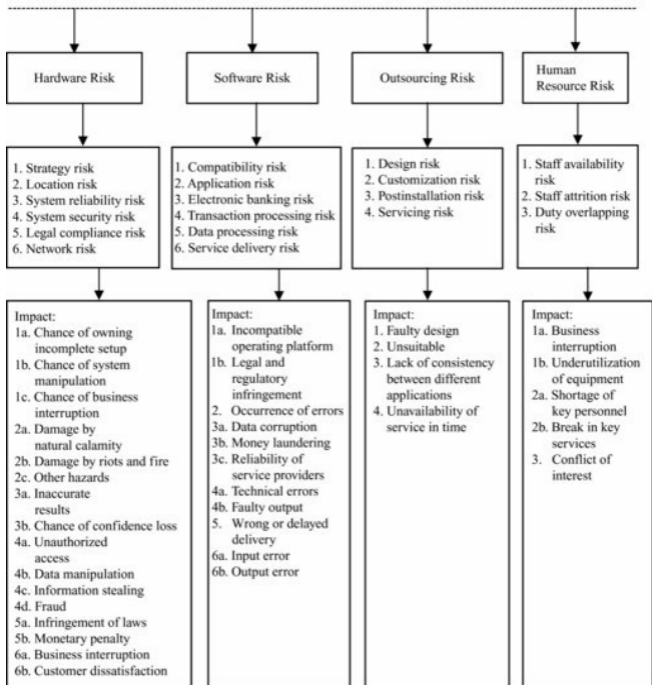 Hardware Risk
Software Risk
Outsourcing Risk
Human
Resource Risk
1. Strategy risk
2. Location risk
3. System reliability risk
4. System security risk
5. Legal compliance risk
6. Network risk
1. Compatibility risk
2. Application risk
3. Electronic banking risk
4. Transaction processing risk
5. Data processing risk
6. Service delivery risk
1. Design risk
2. Customization risk
3. Postinstallation risk
4. Servicing risk
1. Staff availability
risk
2. Staff attrition risk
3. Duty overlapping
risk
Impact:
1a. Chance of owning
incomplete setup
1b. Chance of system
manipulation
1c. Chance of business
interruption
2a. Damage by
natural calamity
2b. Damage by riots and fire
2c. Other hazards
3a. Inaccurate
results
3b. Chance of confidence loss
4a. Unauthorized
access
4b. Data manipulation
4c. Information stealing
4d. Fraud
5a. Infringement of laws
5b. Monetary penalty
6a. Business interruption
6b. Customer dissatisfaction
Impact:
1a. Incompatible
operating platform
1b. Legal and
regulatory
infringement
2. Occurrence of errors
3a. Data corruption
3b. Money laundering
3c. Reliability of
service providers
4a. Technical errors
4b. Faulty output
5. Wrong or delayed
delivery
6a. Input error
6b. Output error
Impact:
1. Faulty design
2. Unsuitable
3. Lack of consistency
between different
applications
4. Unavailability of
service in time
Impact:
1a. Business
interruption
1b. Underutilization
of equipment
2a. Shortage of
key personnel
2b. Break in key
services
3. Conflict of
interest